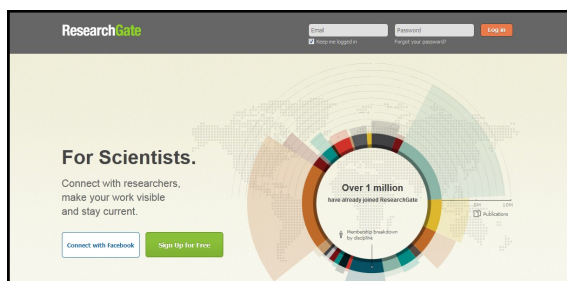 ResearchGate
Email
Password
Log in
Keep me logged in
Forgot your password?
For Scientists.
Connect with researchers,
make your work visible
and stay current.
Connect with Facebook
Sign Up for Free
Over 1 million
have already joined ResearchGate
Membership breakdown
by discipline
5M
10M
Publications